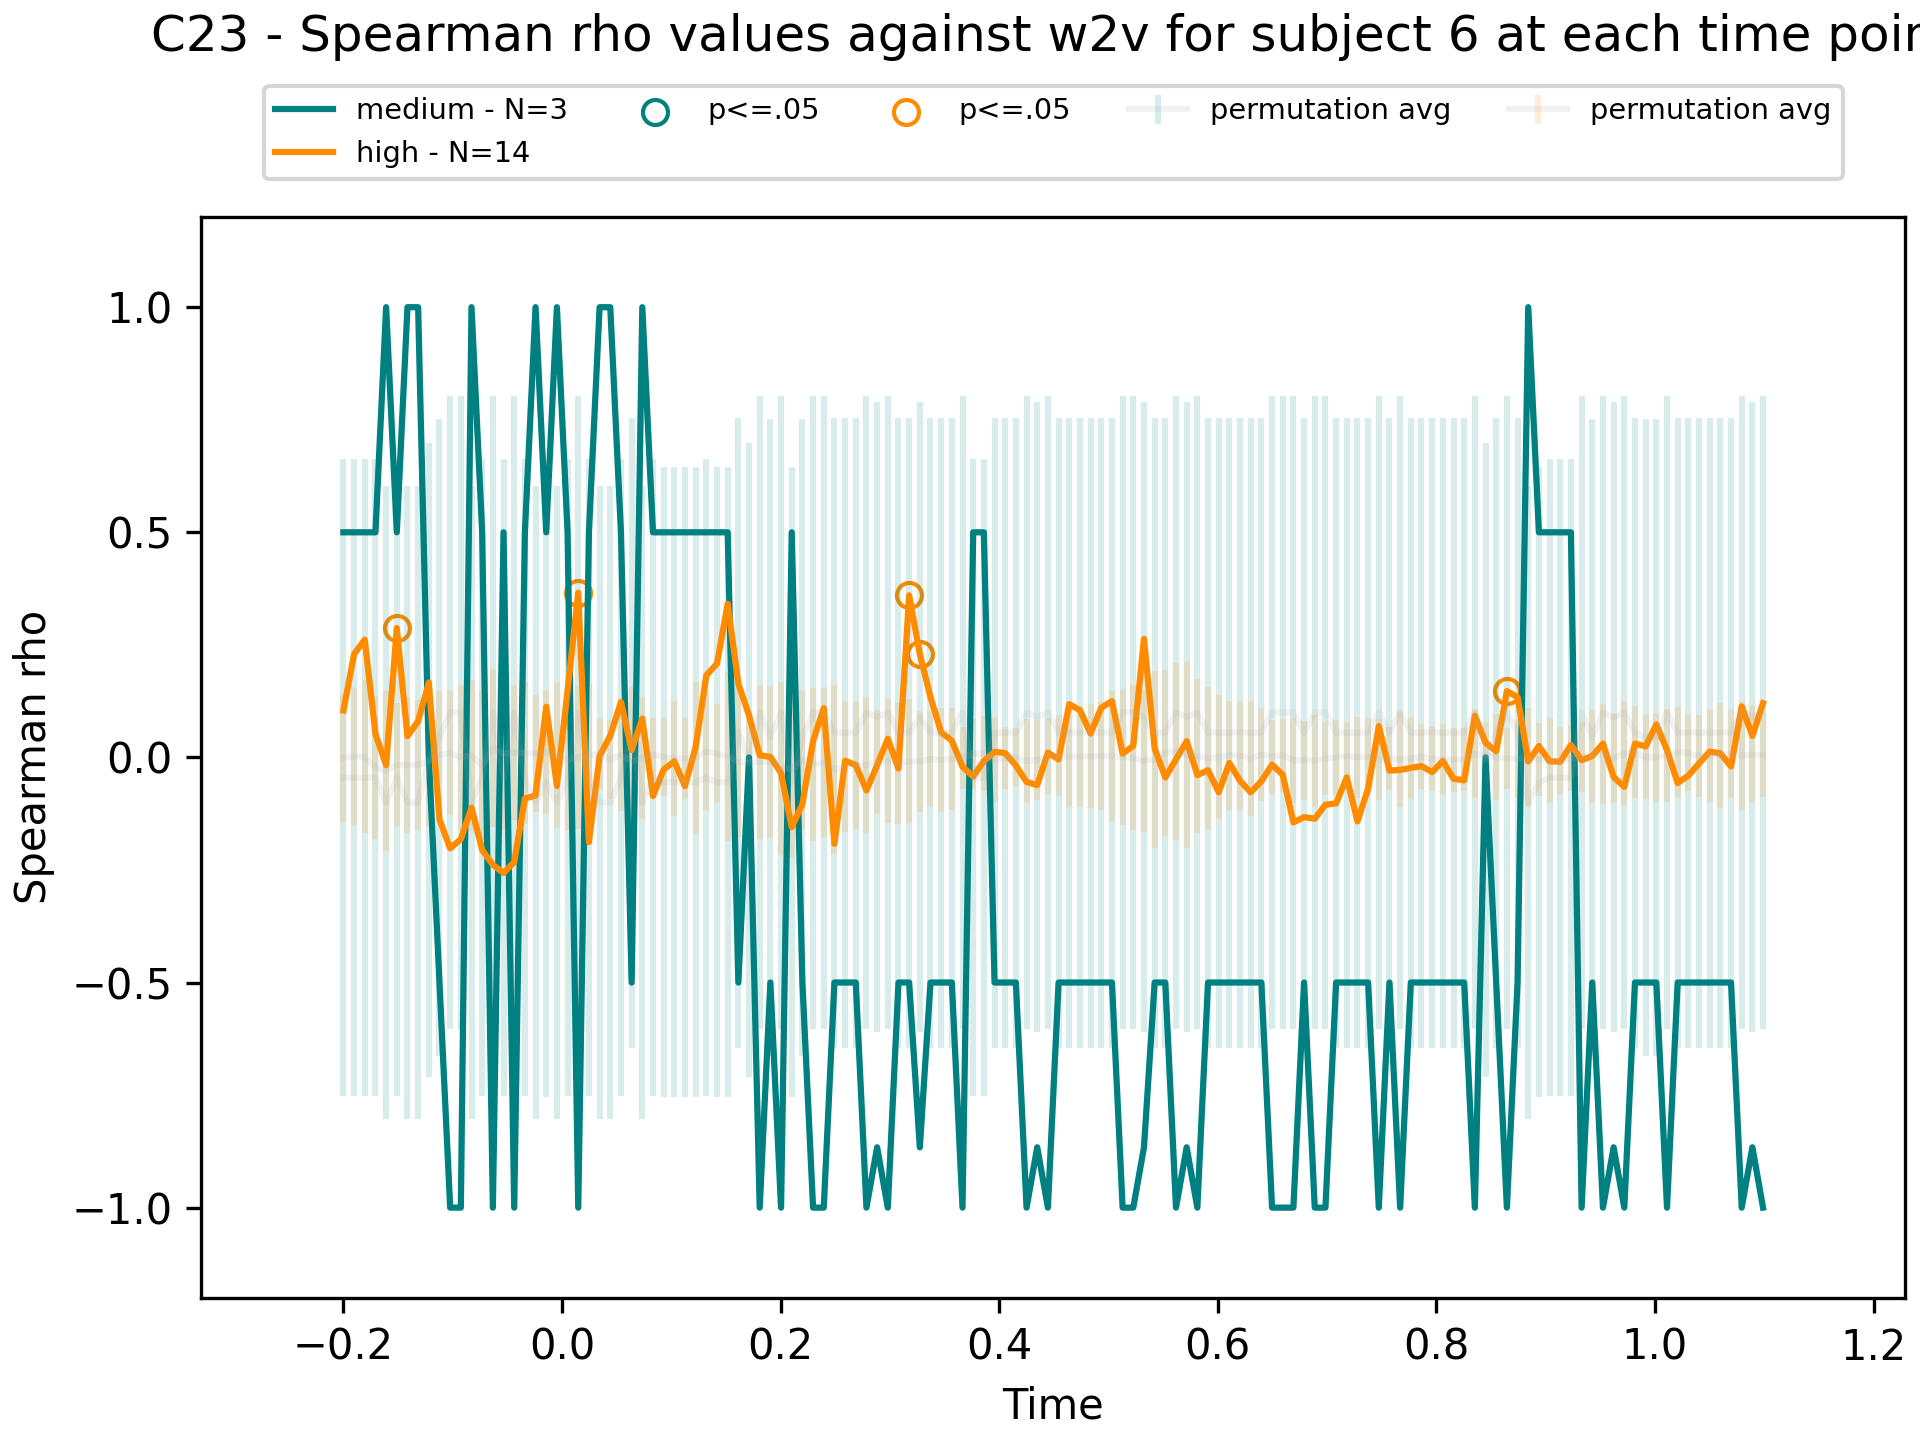 C23 - Spearman rho values against w2v for subject 6 at each time poin
medium - N=3
high - N=14
p<=.05
p<=.05
permutation avg
permutation avg
Spearman rho
1.0
0.5
0.0
−0.5
−1.0
−0.2 0.0 0.2 0.4 0.6 0.8 1.0 1.2
Time